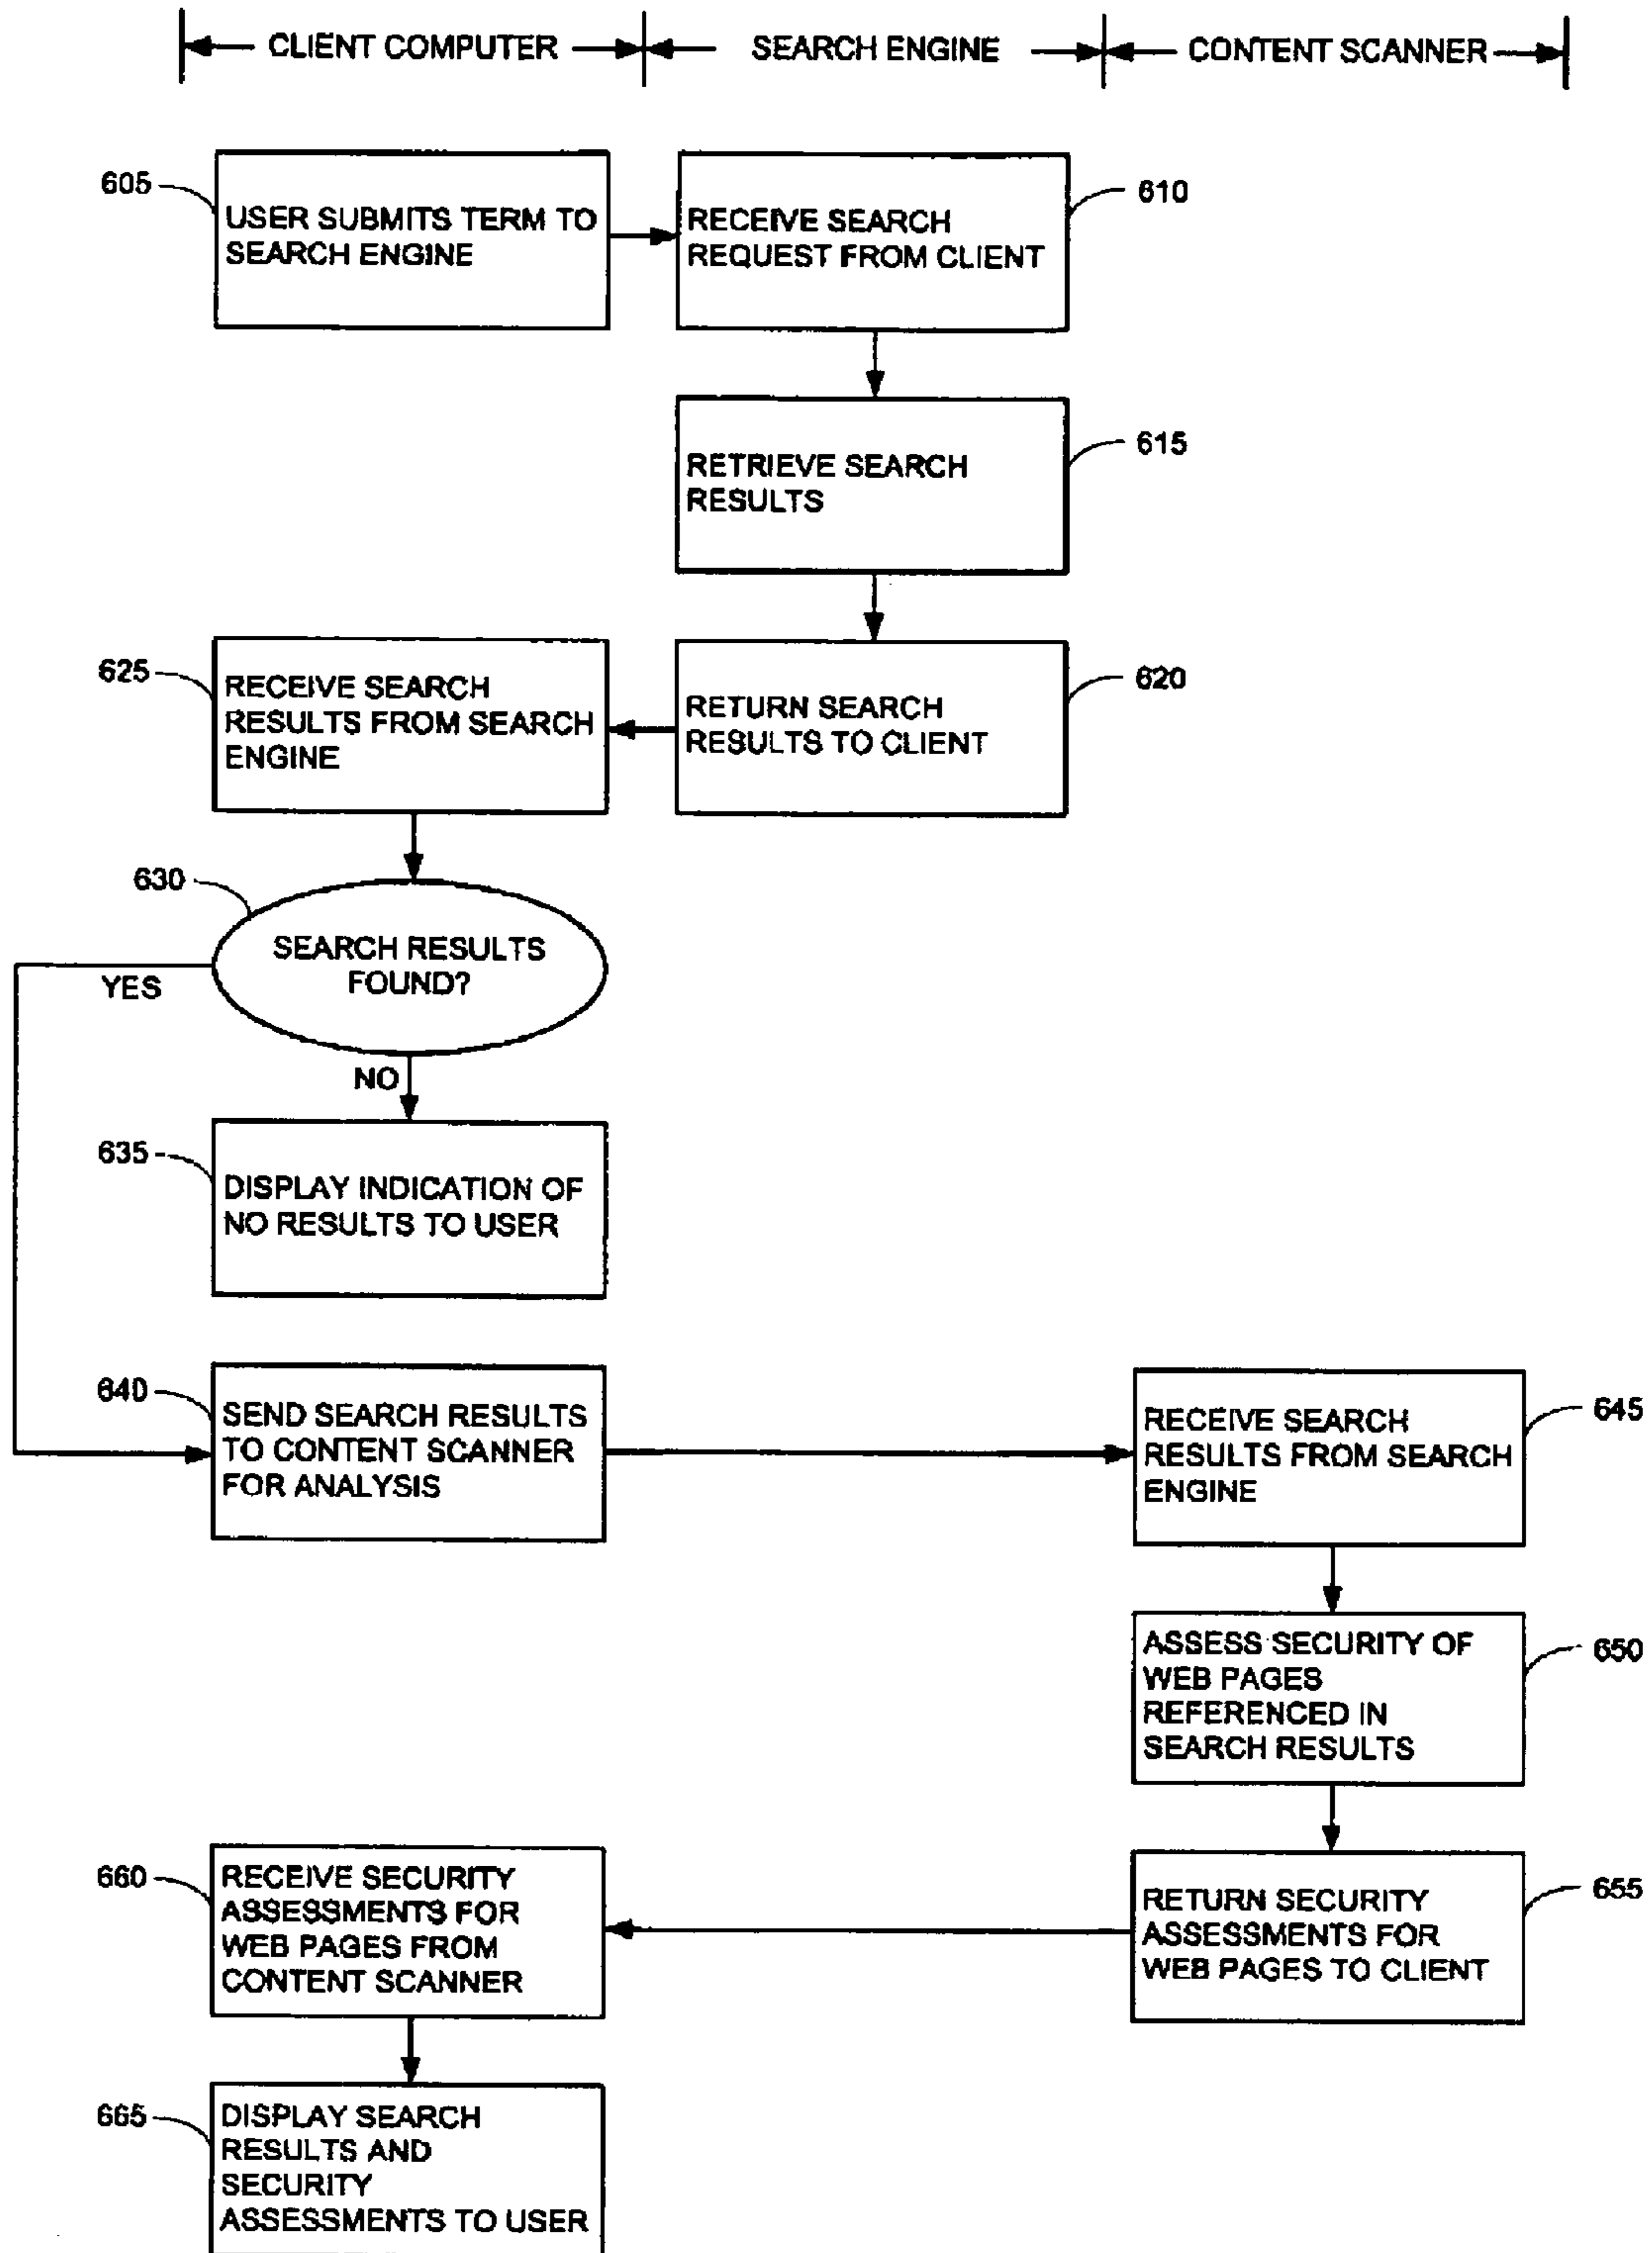 CLIENT COMPUTER
SEARCH ENGINE
CONTENT SCANNER
605
USER SUBMITS TERM TO
SEARCH ENGINE
610
RECEIVE SEARCH
REQUEST FROM CLIENT
615
RETRIEVE SEARCH
RESULTS
620
RETURN SEARCH
RESULTS TO CLIENT
625
RECEIVE SEARCH
RESULTS FROM SEARCH
ENGINE
630
SEARCH RESULTS
FOUND?
YES
NO
635
DISPLAY INDICATION OF
NO RESULTS TO USER
640
SEND SEARCH RESULTS
TO CONTENT SCANNER
FOR ANALYSIS
645
RECEIVE SEARCH
RESULTS FROM SEARCH
ENGINE
650
ASSESS SECURITY OF
WEB PAGES
REFERENCED IN
SEARCH RESULTS
655
RETURN SECURITY
ASSESSMENTS FOR
WEB PAGES TO CLIENT
660
RECEIVE SECURITY
ASSESSMENTS FOR
WEB PAGES FROM
CONTENT SCANNER
665
DISPLAY SEARCH
RESULTS AND
SECURITY
ASSESSMENTS TO USER